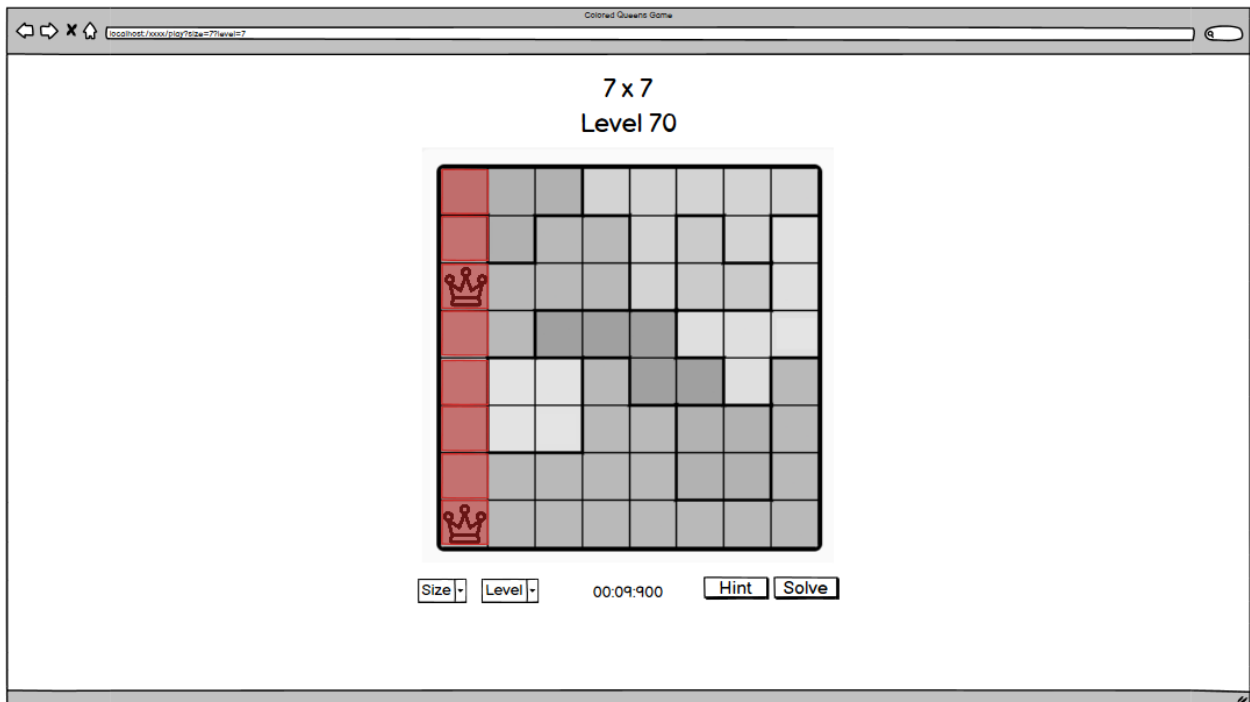 Colored Queens Game
localhost:/xxxx/play?size=7?level=7
7 x 7
Level 70
Size Level 00:09:900 Hint Solve